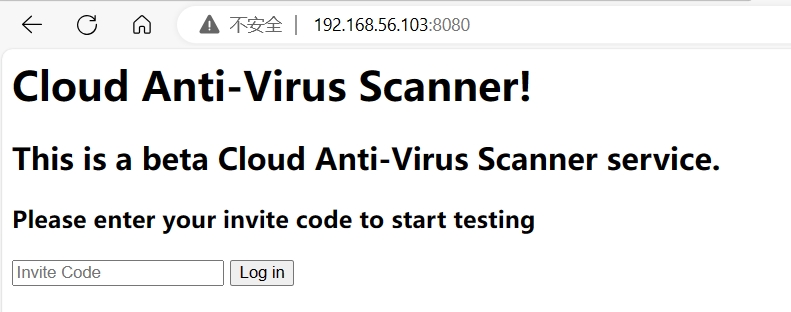 不安全 | 192.168.56.103:8080
Cloud Anti-Virus Scanner!
This is a beta Cloud Anti-Virus Scanner service.
Please enter your invite code to start testing
Invite Code Log in